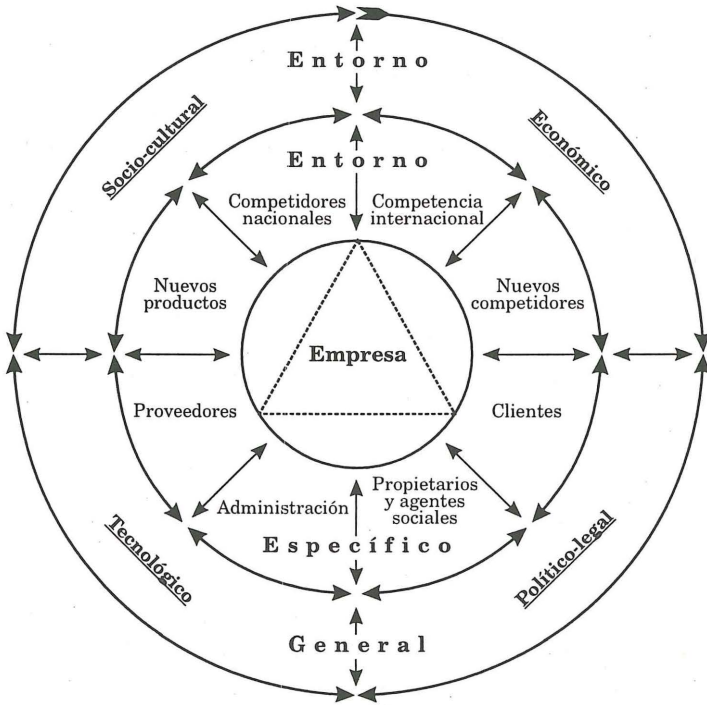 Entorno
Socio-cultural
Económico
Entorno
Competidores
nacionales
Competencia
internacional
Nuevos
productos
Nuevos
competidores
Empresa
Proveedores
Clientes
Administración
Propietarios
y agentes
sociales
Específico
Tecnológico
Político-legal
General